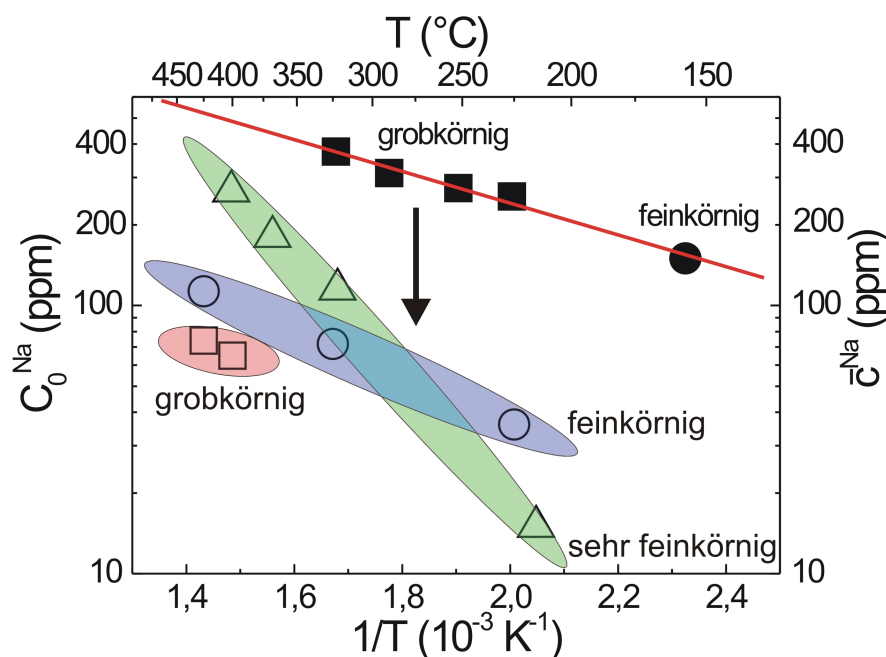 T (°C)
450 400 350 300 250 200 150
grobkörnig
feinkörnig
400
200
100
10
C₀ᴺᵃ (ppm)
400
200
100
10
c̄ᴺᵃ (ppm)
grobkörnig
feinkörnig
sehr feinkörnig
1,4 1,6 1,8 2,0 2,2 2,4
1/T (10⁻³ K⁻¹)